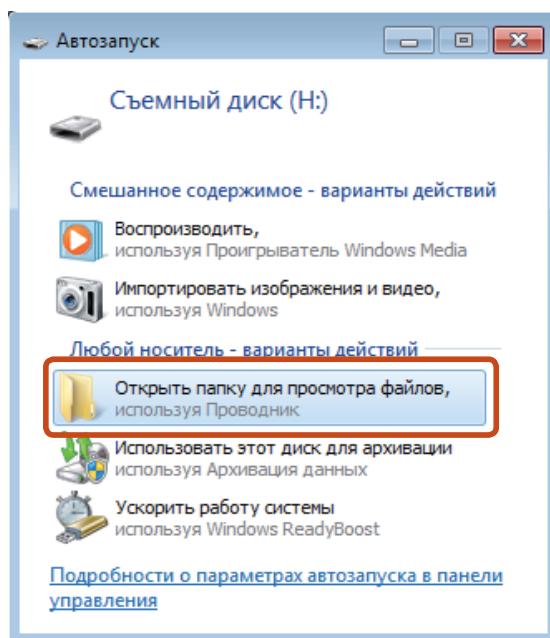 Автозапуск
Съемный диск (H:)
Смешанное содержимое - варианты действий
Воспроизводить,
используя Проигрыватель Windows Media
Импортировать изображения и видео,
используя Windows
Любой носитель - варианты действий
Открыть папку для просмотра файлов,
используя Проводник
Использовать этот диск для архивации
используя Архивация данных
Ускорить работу системы
используя Windows ReadyBoost
Подробности о параметрах автозапуска в панели
управления